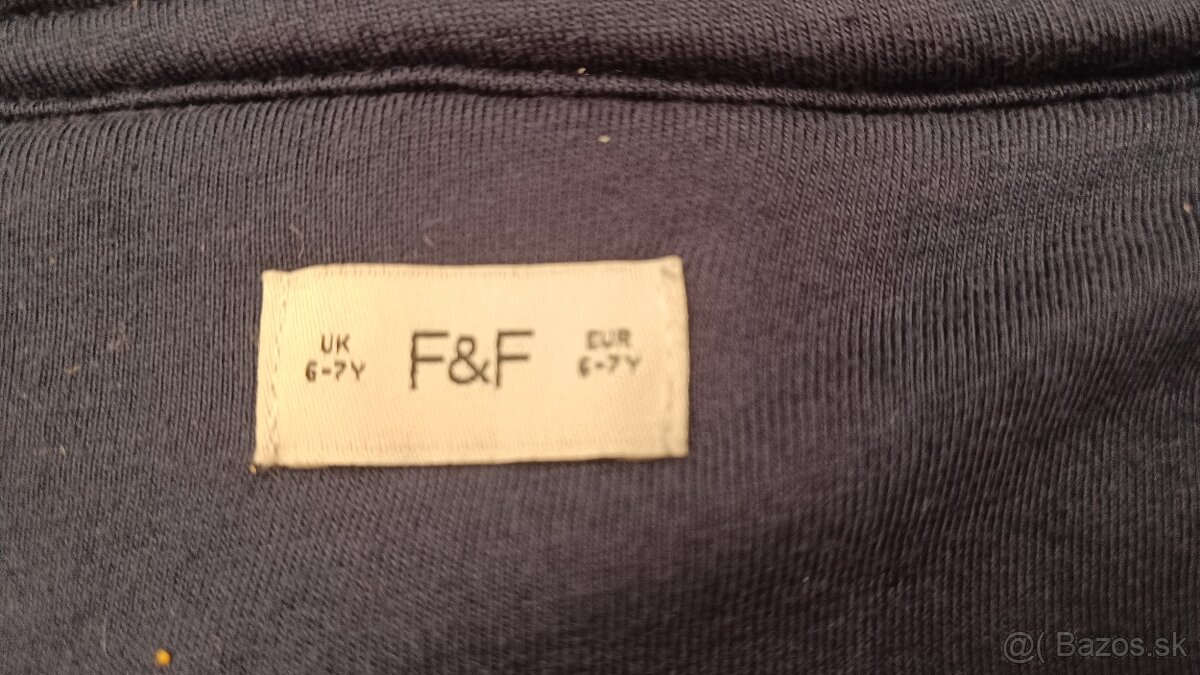 UK
6-7Y
F&F
EUR
6-7Y
@( Bazos.sk